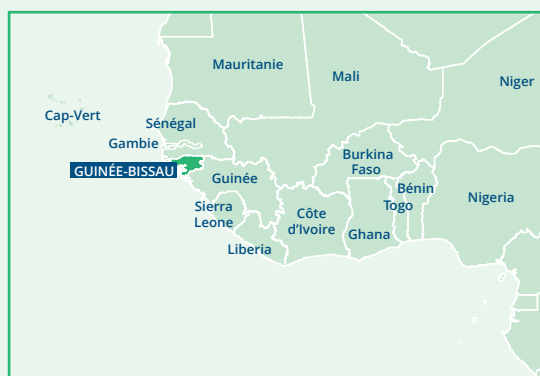 Mauritanie
Mali
Niger
Cap-Vert
Sénégal
Gambie
Burkina
Faso
GUINÉE-BISSAU
Guinée
Bénin
Nigeria
Togo
Sierra
Leone
Côte
d'Ivoire
Ghana
Liberia